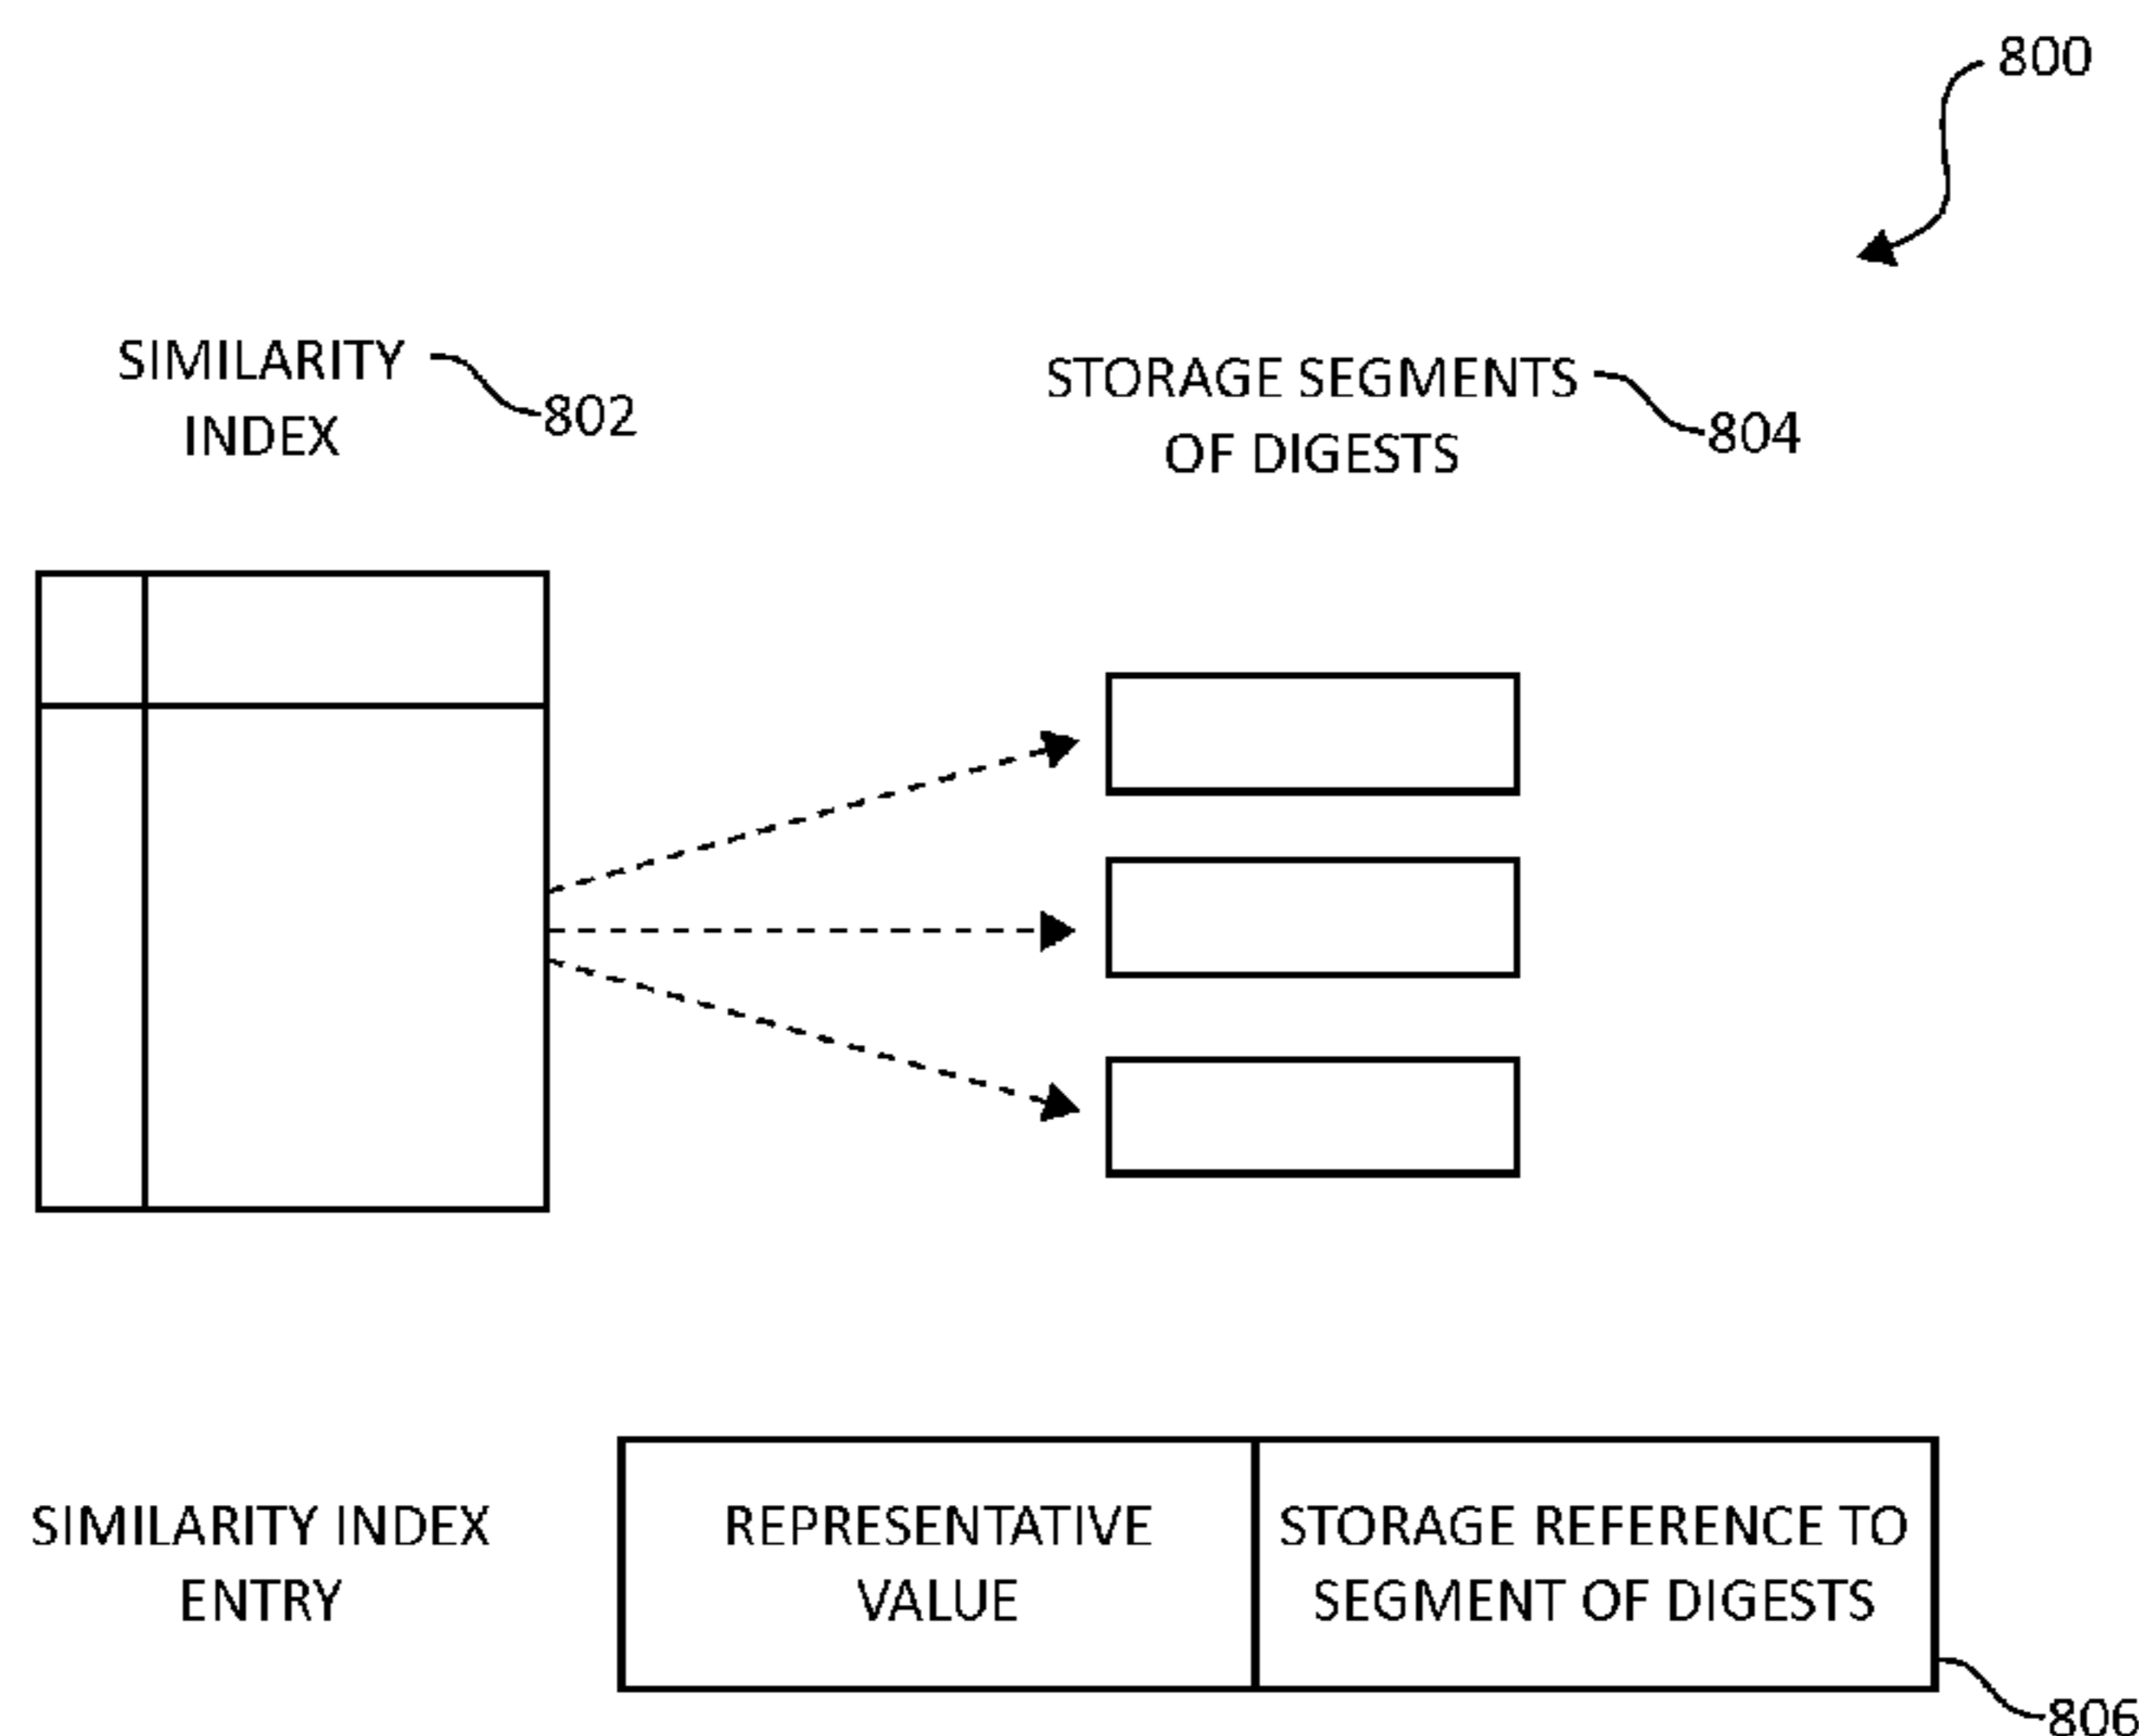 800
SIMILARITY
INDEX
802
STORAGE SEGMENTS
OF DIGESTS
804
SIMILARITY INDEX
ENTRY
REPRESENTATIVE
VALUE
STORAGE REFERENCE TO
SEGMENT OF DIGESTS
806